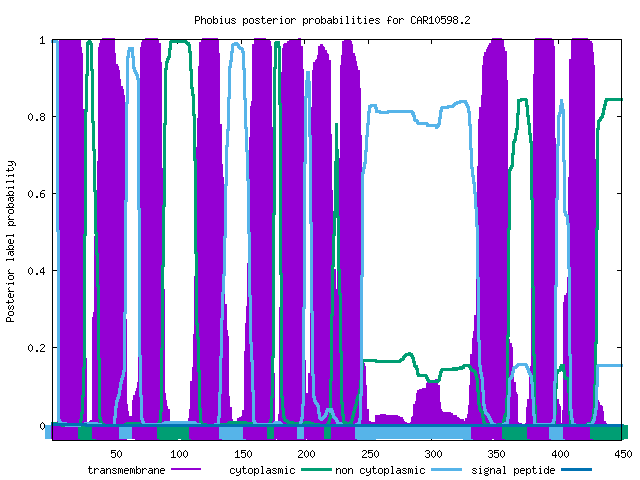 Phobius posterior probabilities for CAR10598.2
Posterior label probability
1
0.8
0.6
0.4
0.2
0
50 100 150 200 250 300 350 400 450
transmembrane cytoplasmic non cytoplasmic signal peptide